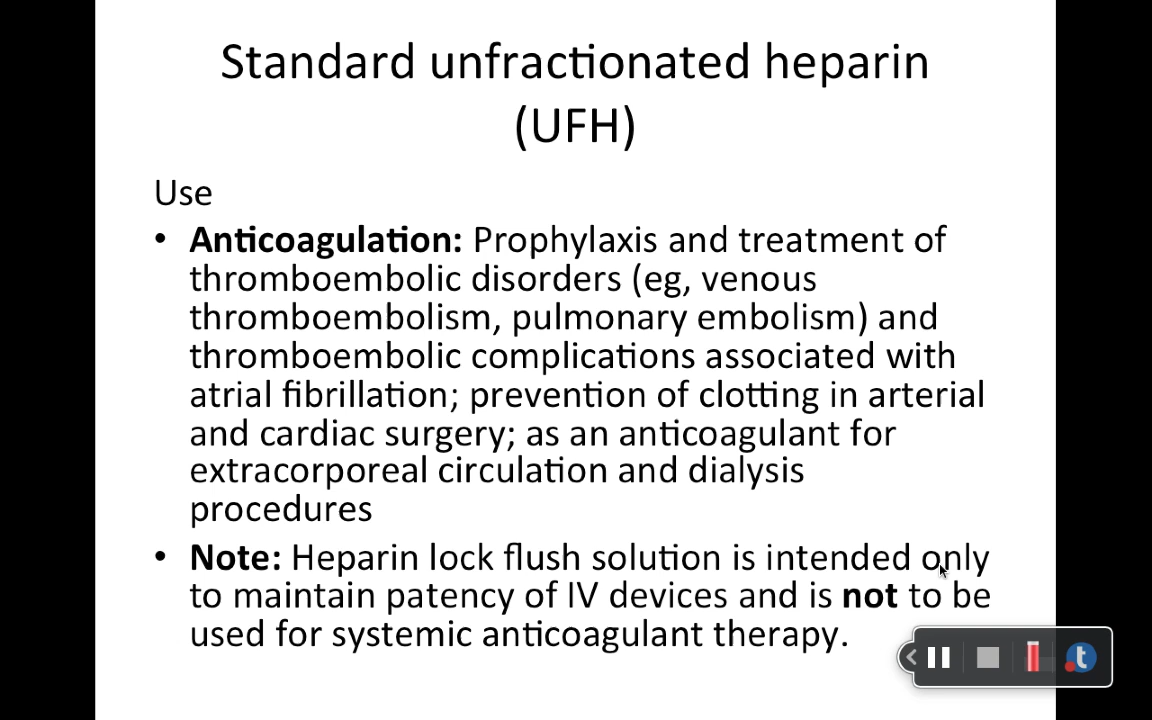 Standard unfractionated heparin
(UFH)
Use
• Anticoagulation: Prophylaxis and treatment of
thromboembolic disorders (eg, venous
thromboembolism, pulmonary embolism) and
thromboembolic complications associated with
atrial fibrillation; prevention of clotting in arterial
and cardiac surgery; as an anticoagulant for
extracorporeal circulation and dialysis
procedures
• Note: Heparin lock flush solution is intended only
to maintain patency of IV devices and is not to be
used for systemic anticoagulant therapy.
t